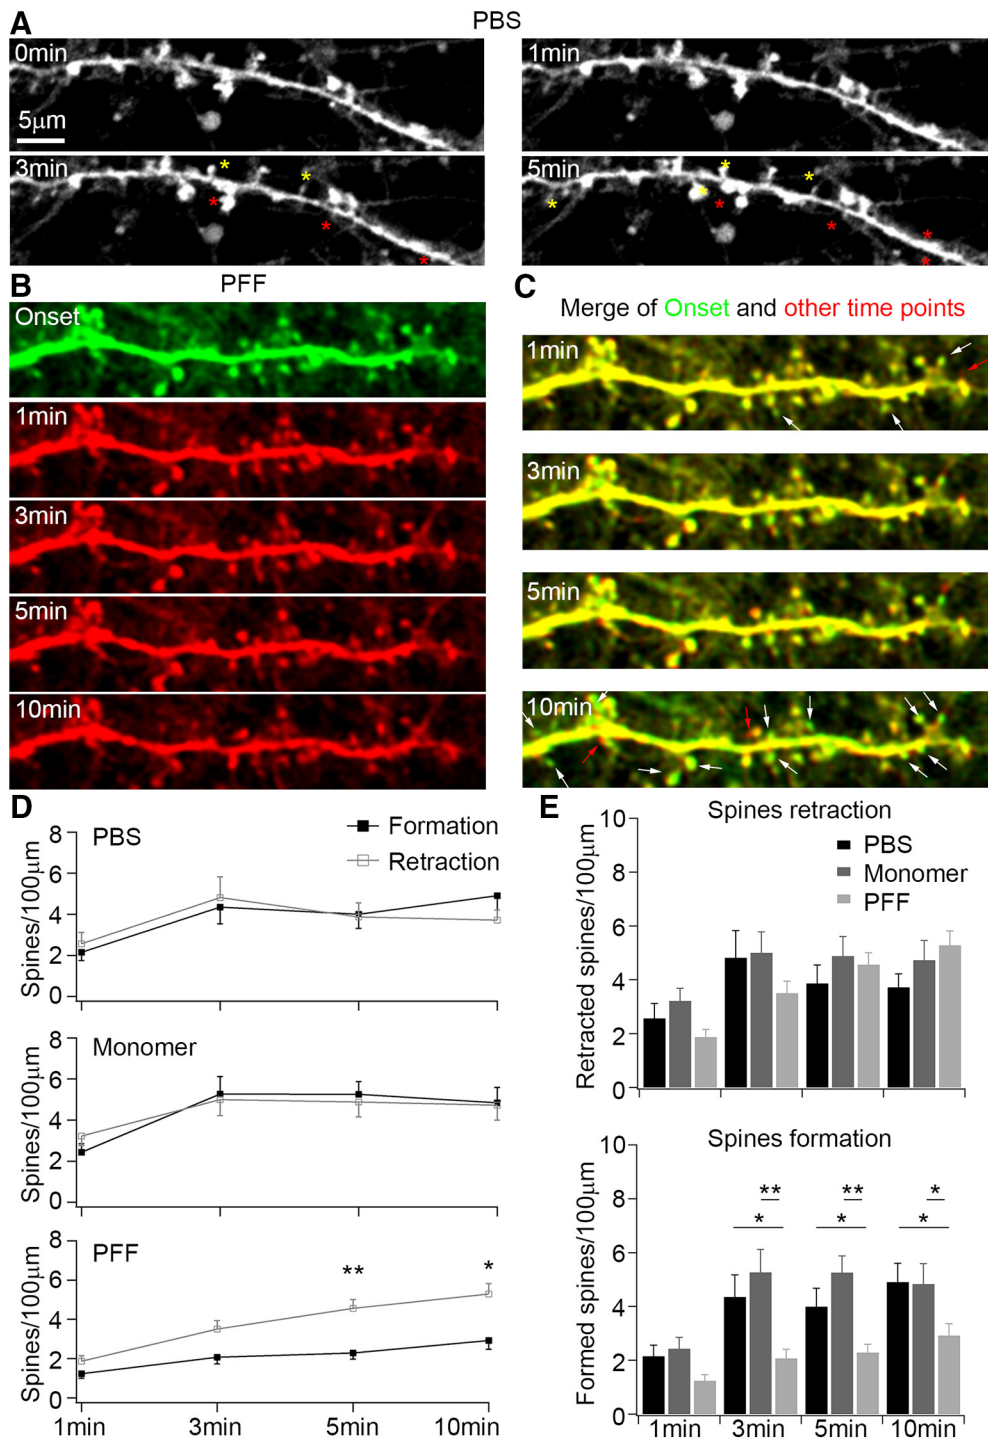 A
PBS
0min
1min
5μm
3min
5min
B
PFF
Onset
1min
3min
5min
10min
C
Merge of Onset and other time points
1min
3min
5min
10min
D
PBS
Formation
Retraction
Spines/100μm
8
6
4
2
0
Monomer
Spines/100μm
8
6
4
2
0
PFF
** *
Spines/100μm
8
6
4
2
0
1min 3min 5min 10min
E
Spines retraction
PBS
Monomer
PFF
Retracted spines/100μm
10
8
6
4
2
0
Spines formation
** ** *
* * *
Formed spines/100μm
10
8
6
4
2
0
1min 3min 5min 10min